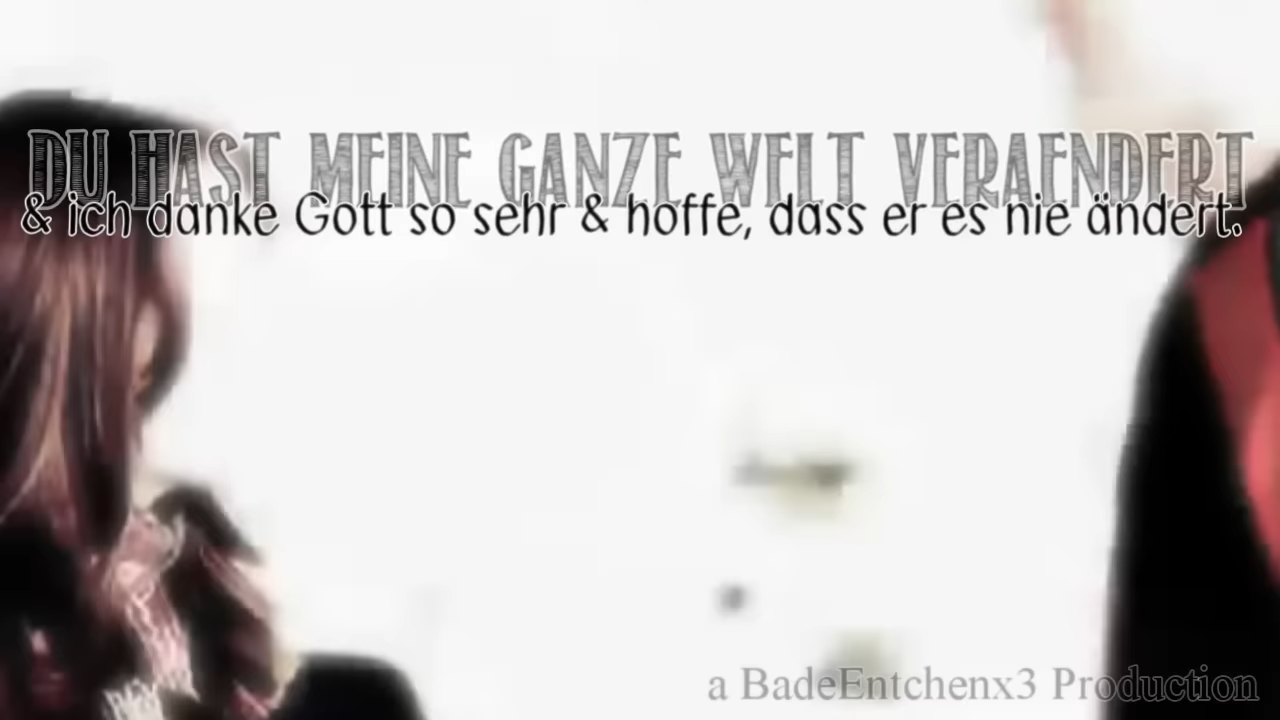 DU HAST MEINE GANZE WELT VERAENDERT
& ich danke Gott so sehr & hoffe, dass er es nie ändert.
a BadeEntchenx3 Production